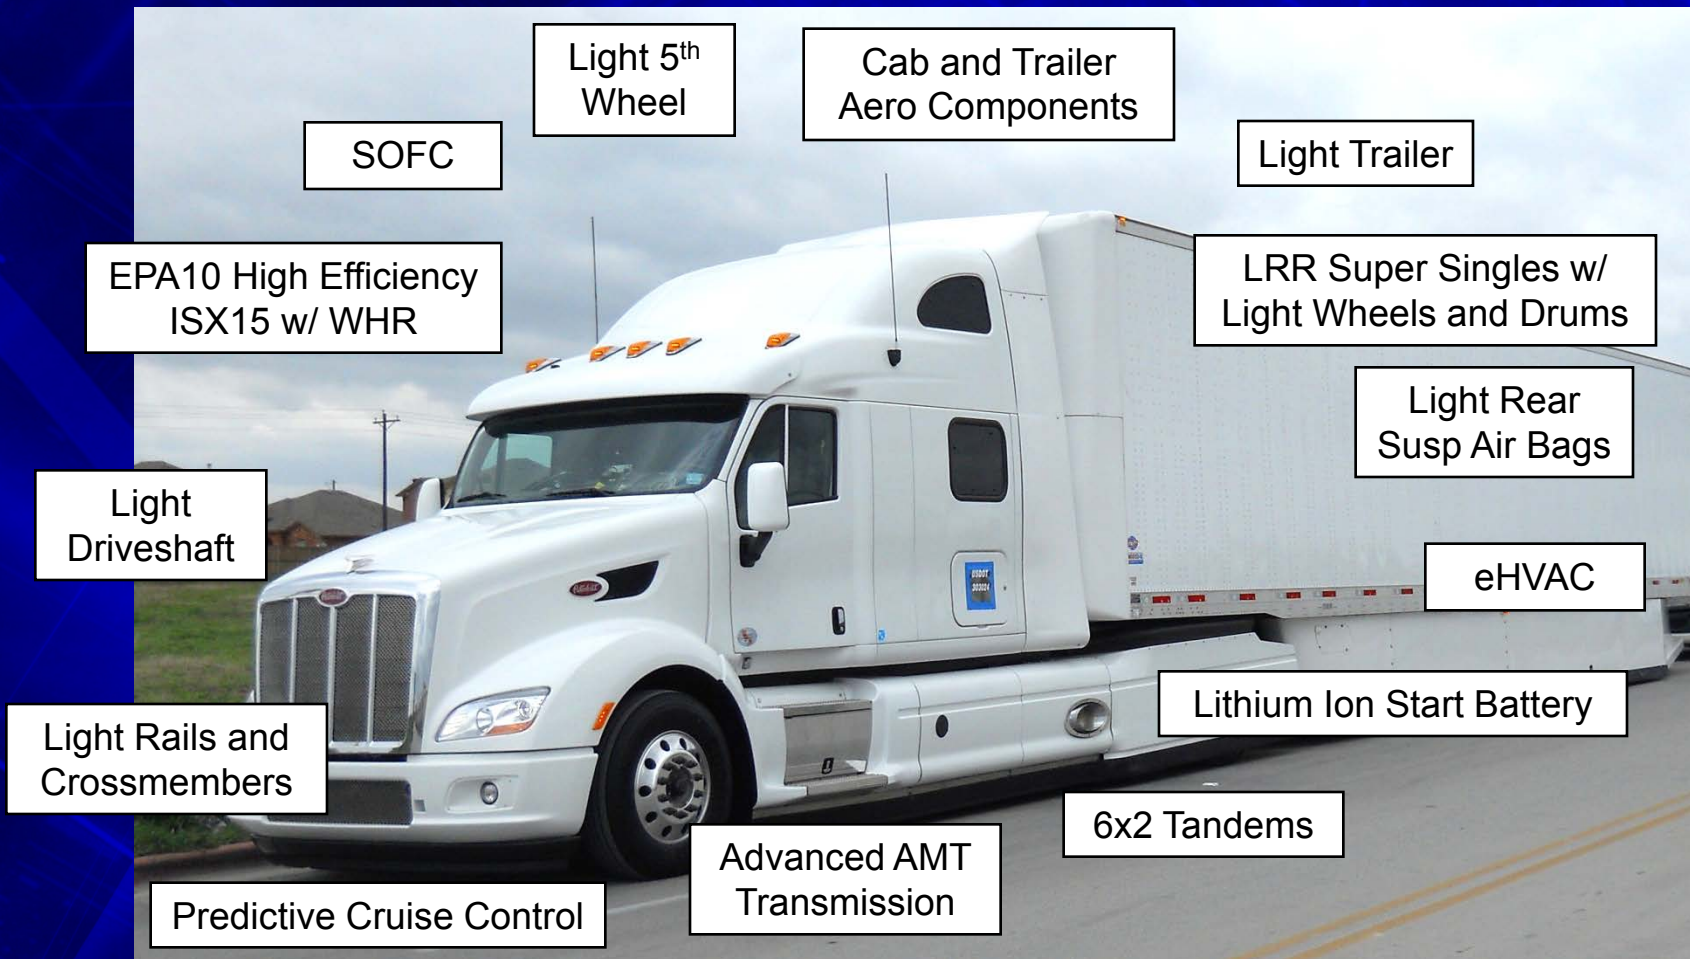 Light 5th
Wheel
Cab and Trailer
Aero Components
SOFC
Light Trailer
EPA10 High Efficiency
ISX15 w/ WHR
LRR Super Singles w/
Light Wheels and Drums
Light Rear
Susp Air Bags
Light
Driveshaft
eHVAC
USDOT
Light Rails and
Crossmembers
Lithium Ion Start Battery
6x2 Tandems
Advanced AMT
Transmission
Predictive Cruise Control